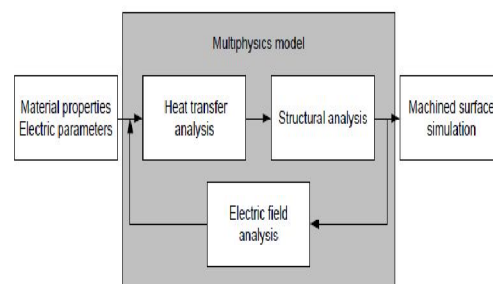 Multiphysics model
Material properties
Electric parameters
Heat transfer
analysis
Structural analysis
Machined surface
simulation
Electric field
analysis